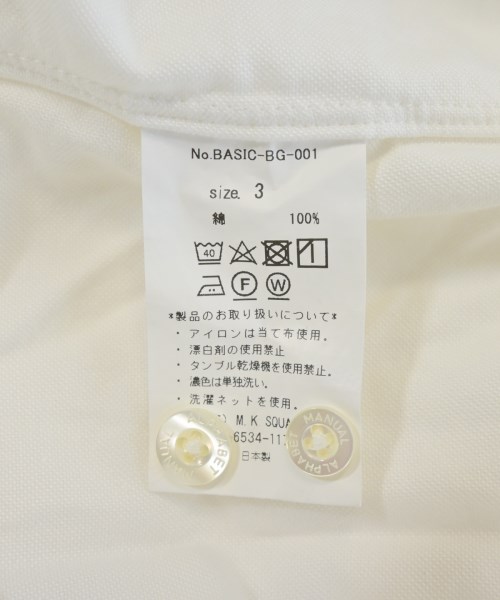 No.BASIC-BG-001
size. 3
綿 100%
40
F W
*製品のお取り扱いについて*
・アイロンは当て布使用。
・漂白剤の使用禁止
・タンブル乾燥機を使用禁止。
・濃色は単独洗い。
・洗濯ネットを使用。
M.K SQUA
6534-117
日本製
MANUAL ALPHABET